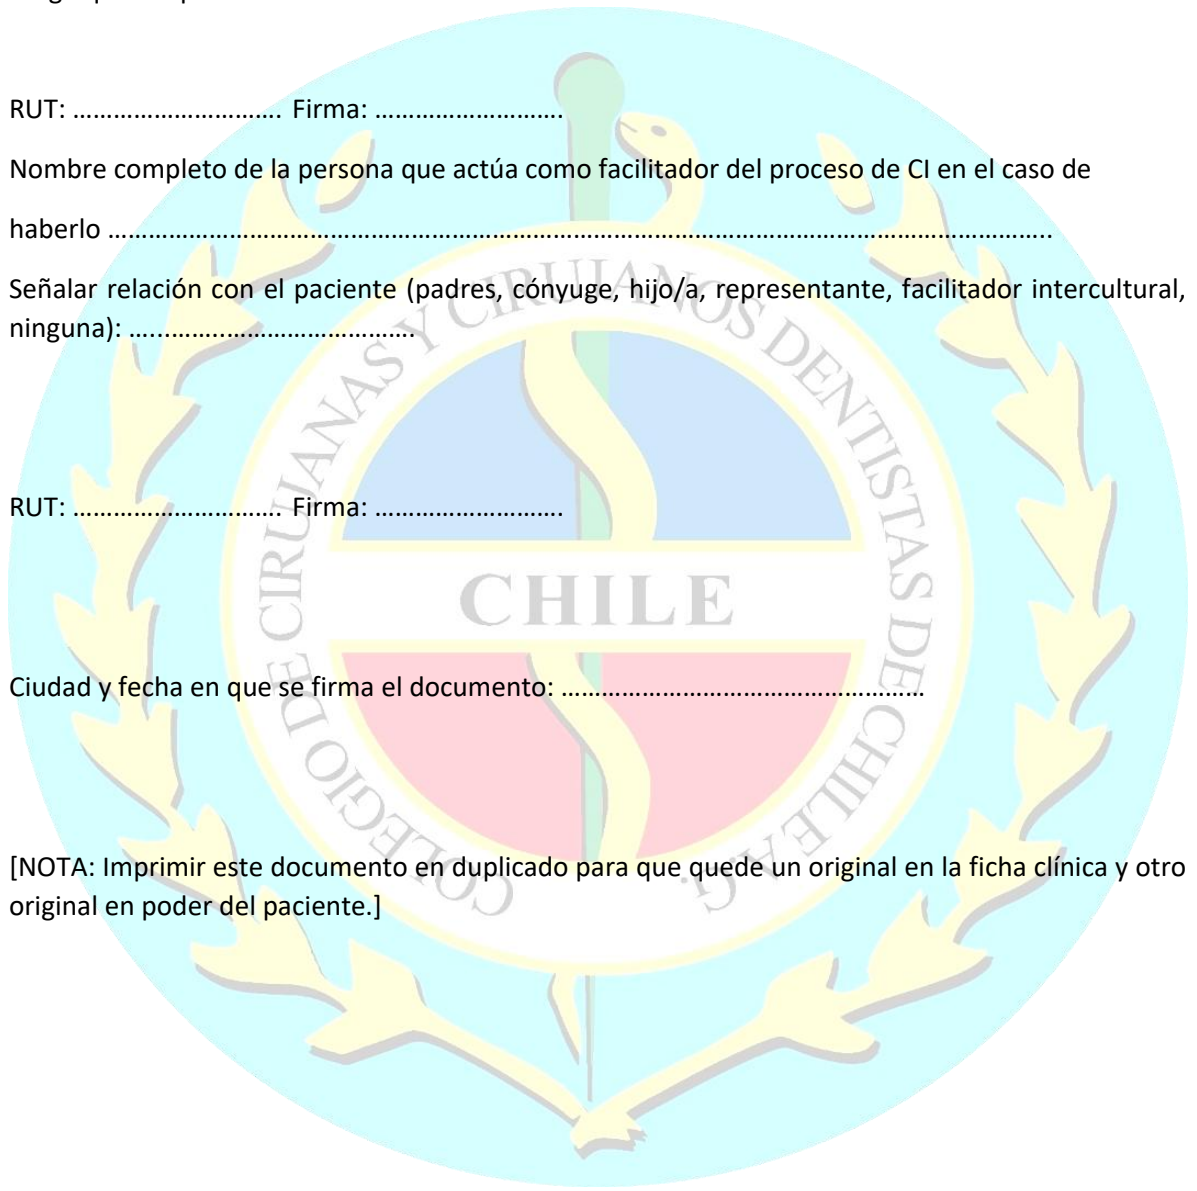 RUT: …………………………. Firma: ……………………….
Nombre completo de la persona que actúa como facilitador del proceso de CI en el caso de
haberlo …………………………………………………………………………………………………………………………..
Señalar relación con el paciente (padres, cónyuge, hijo/a, representante, facilitador intercultural,
ninguna): ….………..……………………….
RUT: …………………………. Firma: ……………………….
Ciudad y fecha en que se firma el documento: ………………………………………………
[NOTA: Imprimir este documento en duplicado para que quede un original en la ficha clínica y otro
original en poder del paciente.]
COLEGIO DE CIRUJANAS Y CIRUJANOS DENTISTAS DE CHILE A.G.
CHILE